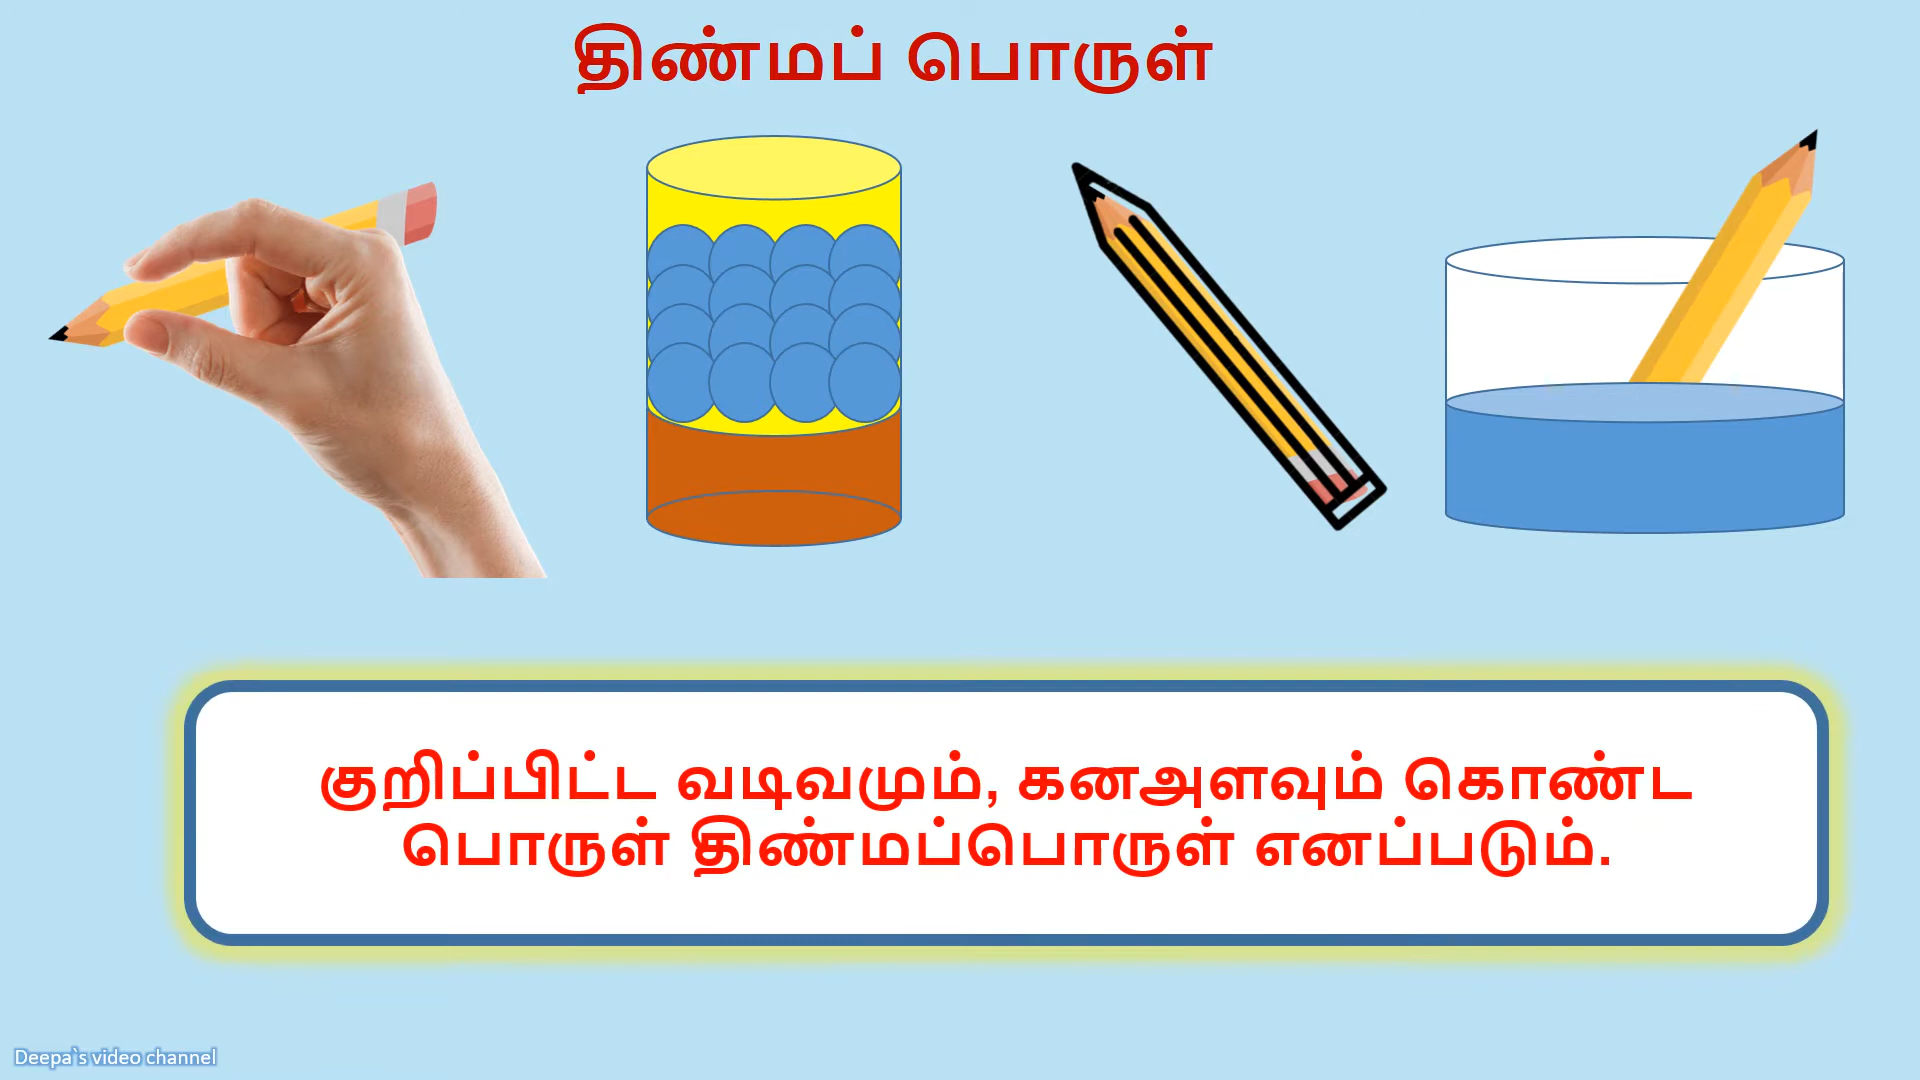 திண்மப் பொருள்
குறிப்பிட்ட வடிவமும், கனஅளவும் கொண்ட
பொருள் திண்மப்பொருள் எனப்படும்.
Deepa`s video channel